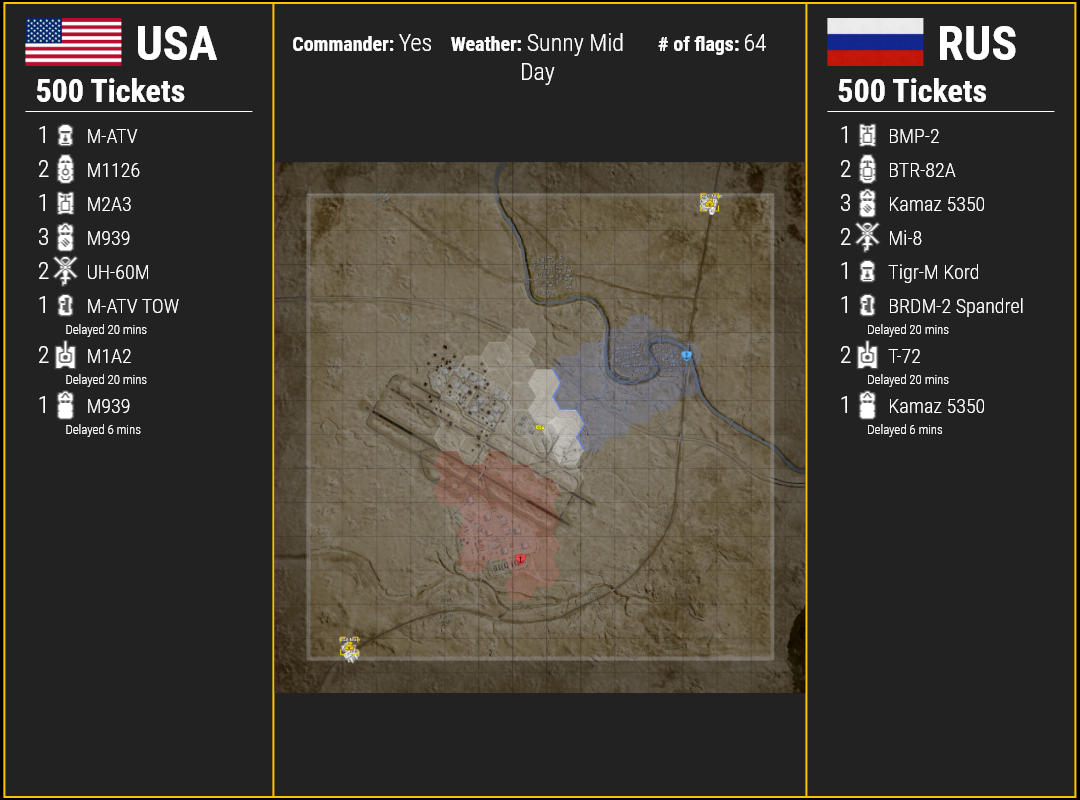 USA
500 Tickets
1 M-ATV
2 M1126
1 M2A3
3 M939
2 UH-60M
1 M-ATV TOW
Delayed 20 mins
2 M1A2
Delayed 20 mins
1 M939
Delayed 6 mins
Commander: Yes Weather: Sunny Mid Day # of flags: 64
RUS
500 Tickets
1 BMP-2
2 BTR-82A
3 Kamaz 5350
2 Mi-8
1 Tigr-M Kord
1 BRDM-2 Spandrel
Delayed 20 mins
2 T-72
Delayed 20 mins
1 Kamaz 5350
Delayed 6 mins